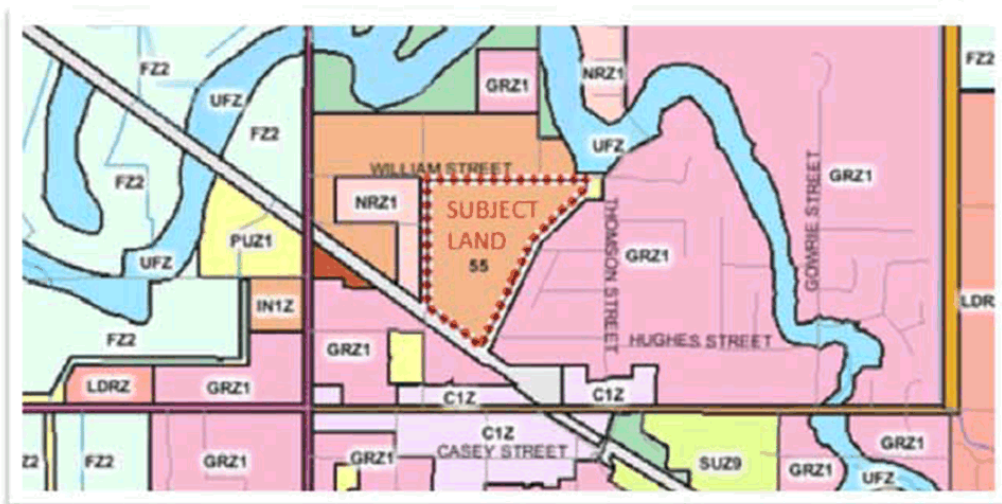 FZ2
FZ2
NRZ1
GRZ1
UFZ
FZ2
UFZ
WILLIAM STREET
GRZ1
FZ2
NRZ1
SUBJECT
LAND
55
PUZ1
GRZ1
THOMSON STREET
GOWRIE STREET
UFZ
IN1Z
LDR
FZ2
GRZ1
HUGHES STREET
LDRZ
GRZ1
C1Z
C1Z
C1Z
CASEY STREET
Z2
FZ2
GRZ1
GRZ1
SUZ9
GRZ1
GRZ1
UFZ